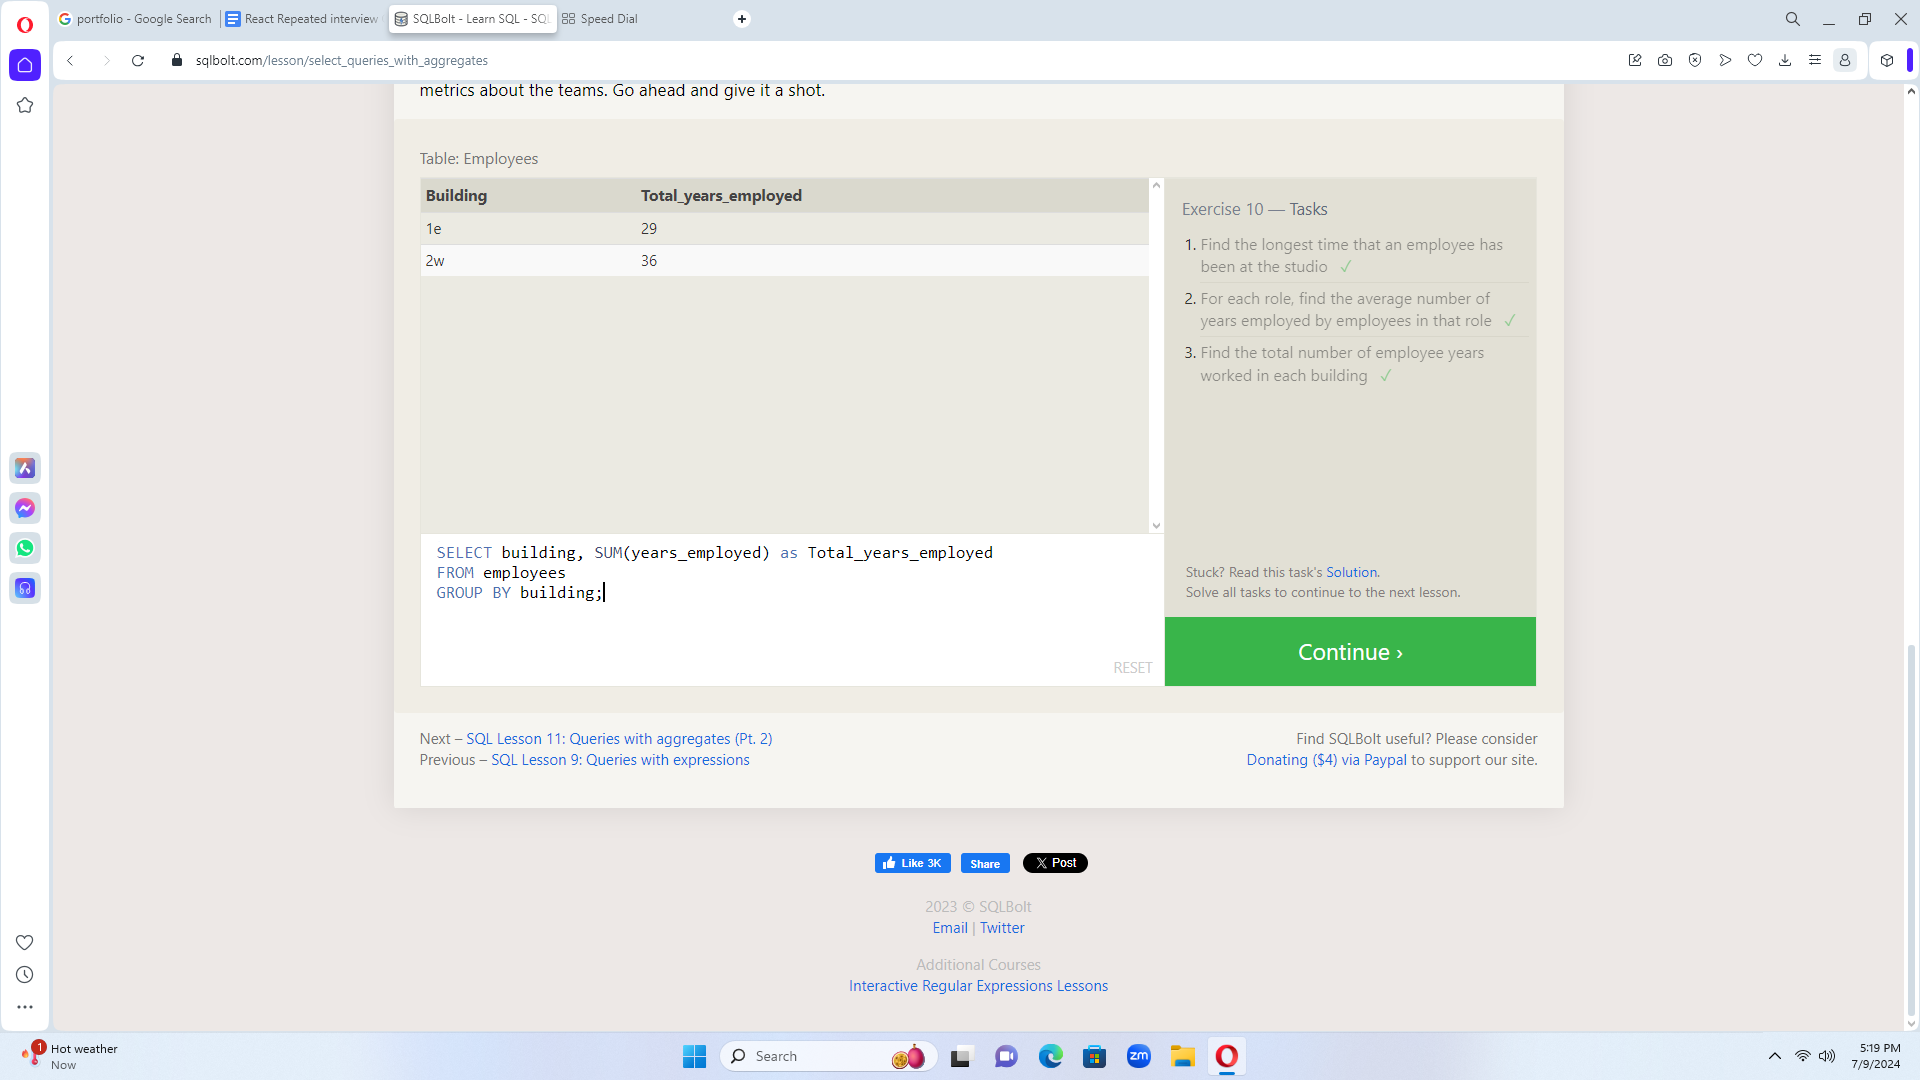 portfolio - Google Search
React Repeated interview
SQLBolt - Learn SQL - SQL
Speed Dial
sqlbolt.com/lesson/select_queries_with_aggregates
metrics about the teams. Go ahead and give it a shot.
Table: Employees
Building Total_years_employed
1e 29
2w 36
Exercise 10 — Tasks
1. Find the longest time that an employee has
been at the studio ✓
2. For each role, find the average number of
years employed by employees in that role ✓
3. Find the total number of employee years
worked in each building ✓
SELECT building, SUM(years_employed) as Total_years_employed
FROM employees
GROUP BY building;
RESET
Stuck? Read this task's Solution.
Solve all tasks to continue to the next lesson.
Continue ›
Next – SQL Lesson 11: Queries with aggregates (Pt. 2)
Previous – SQL Lesson 9: Queries with expressions
Find SQLBolt useful? Please consider
Donating ($4) via Paypal to support our site.
Like 3K
Share
X Post
2023 © SQLBolt
Email | Twitter
Additional Courses
Interactive Regular Expressions Lessons
1
Hot weather
Now
Search
zm
5:19 PM
7/9/2024